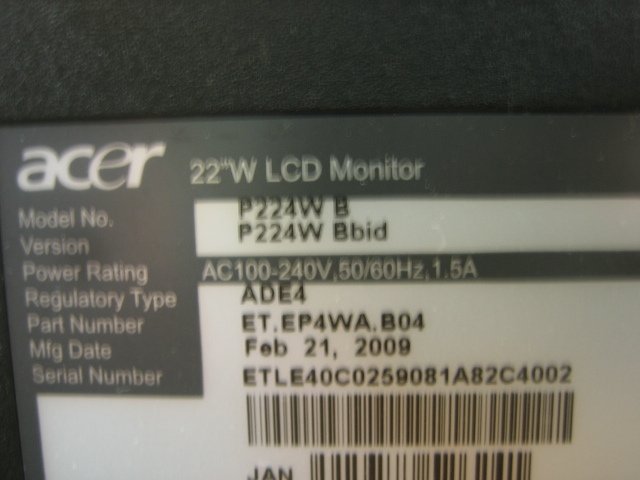 acer 22"W LCD Monitor
Model No. P224W B
Version P224W Bbid
Power Rating AC100-240V,50/60Hz,1.5A
Regulatory Type ADE4
Part Number ET.EP4WA.B04
Mfg Date Feb 21, 2009
Serial Number ETLE40C0259081A82C4002
JAN